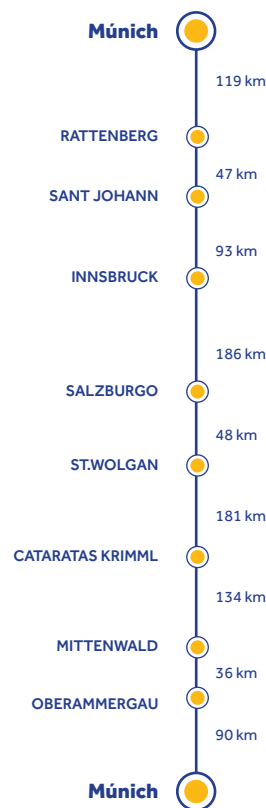 Múnich
119 km
RATTENBERG
47 km
SANT JOHANN
93 km
INNSBRUCK
186 km
SALZBURGO
48 km
ST.WOLGAN
181 km
CATARATAS KRIMML
134 km
MITTENWALD
36 km
OBERAMMERGAU
90 km
Múnich